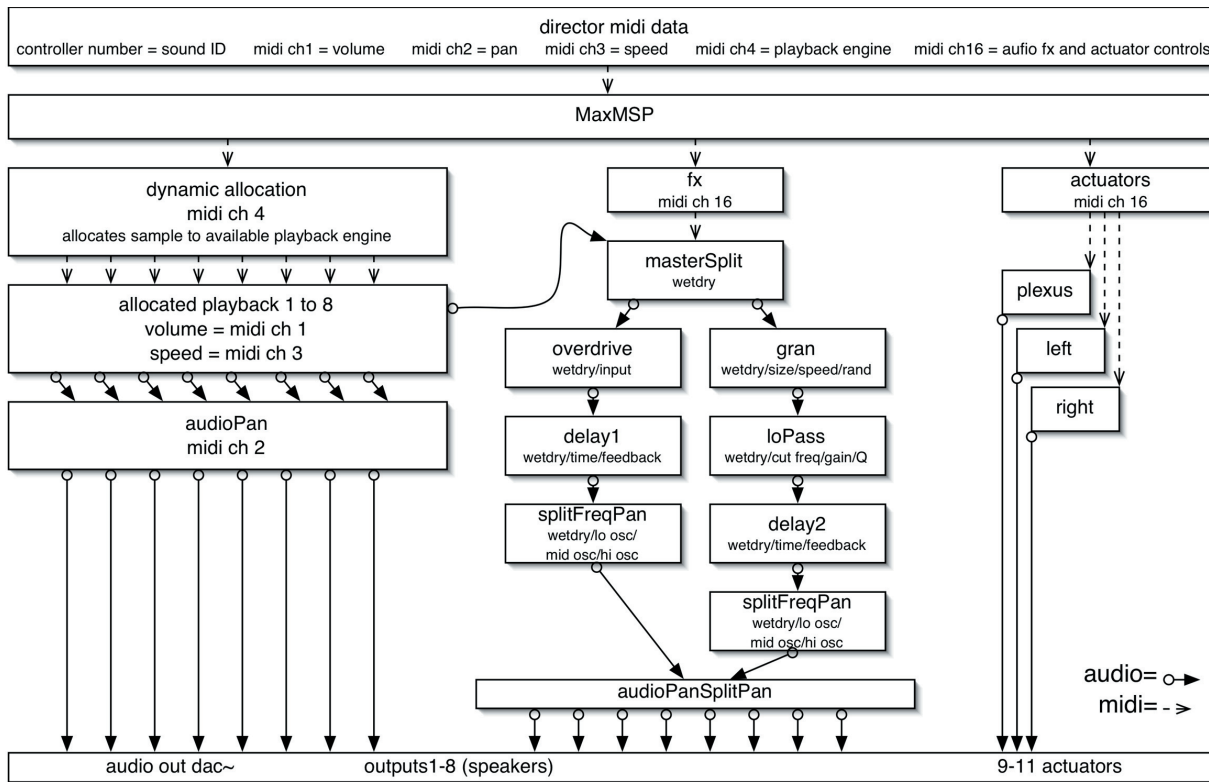 director midi data
controller number = sound ID midi ch1 = volume midi ch2 = pan midi ch3 = speed midi ch4 = playback engine midi ch16 = aufio fx and actuator controls
MaxMSP
dynamic allocation
midi ch 4
allocates sample to available playback engine
fx
midi ch 16
actuators
midi ch 16
masterSplit
wetdry
allocated playback 1 to 8
volume = midi ch 1
speed = midi ch 3
plexus
left
right
overdrive
wetdry/input
gran
wetdry/size/speed/rand
audioPan
midi ch 2
delay1
wetdry/time/feedback
loPass
wetdry/cut freq/gain/Q
splitFreqPan
wetdry/lo osc/
mid osc/hi osc
delay2
wetdry/time/feedback
splitFreqPan
wetdry/lo osc/
mid osc/hi osc
audioPanSplitPan
audio=
midi=
audio out dac~ outputs1-8 (speakers) 9-11 actuators